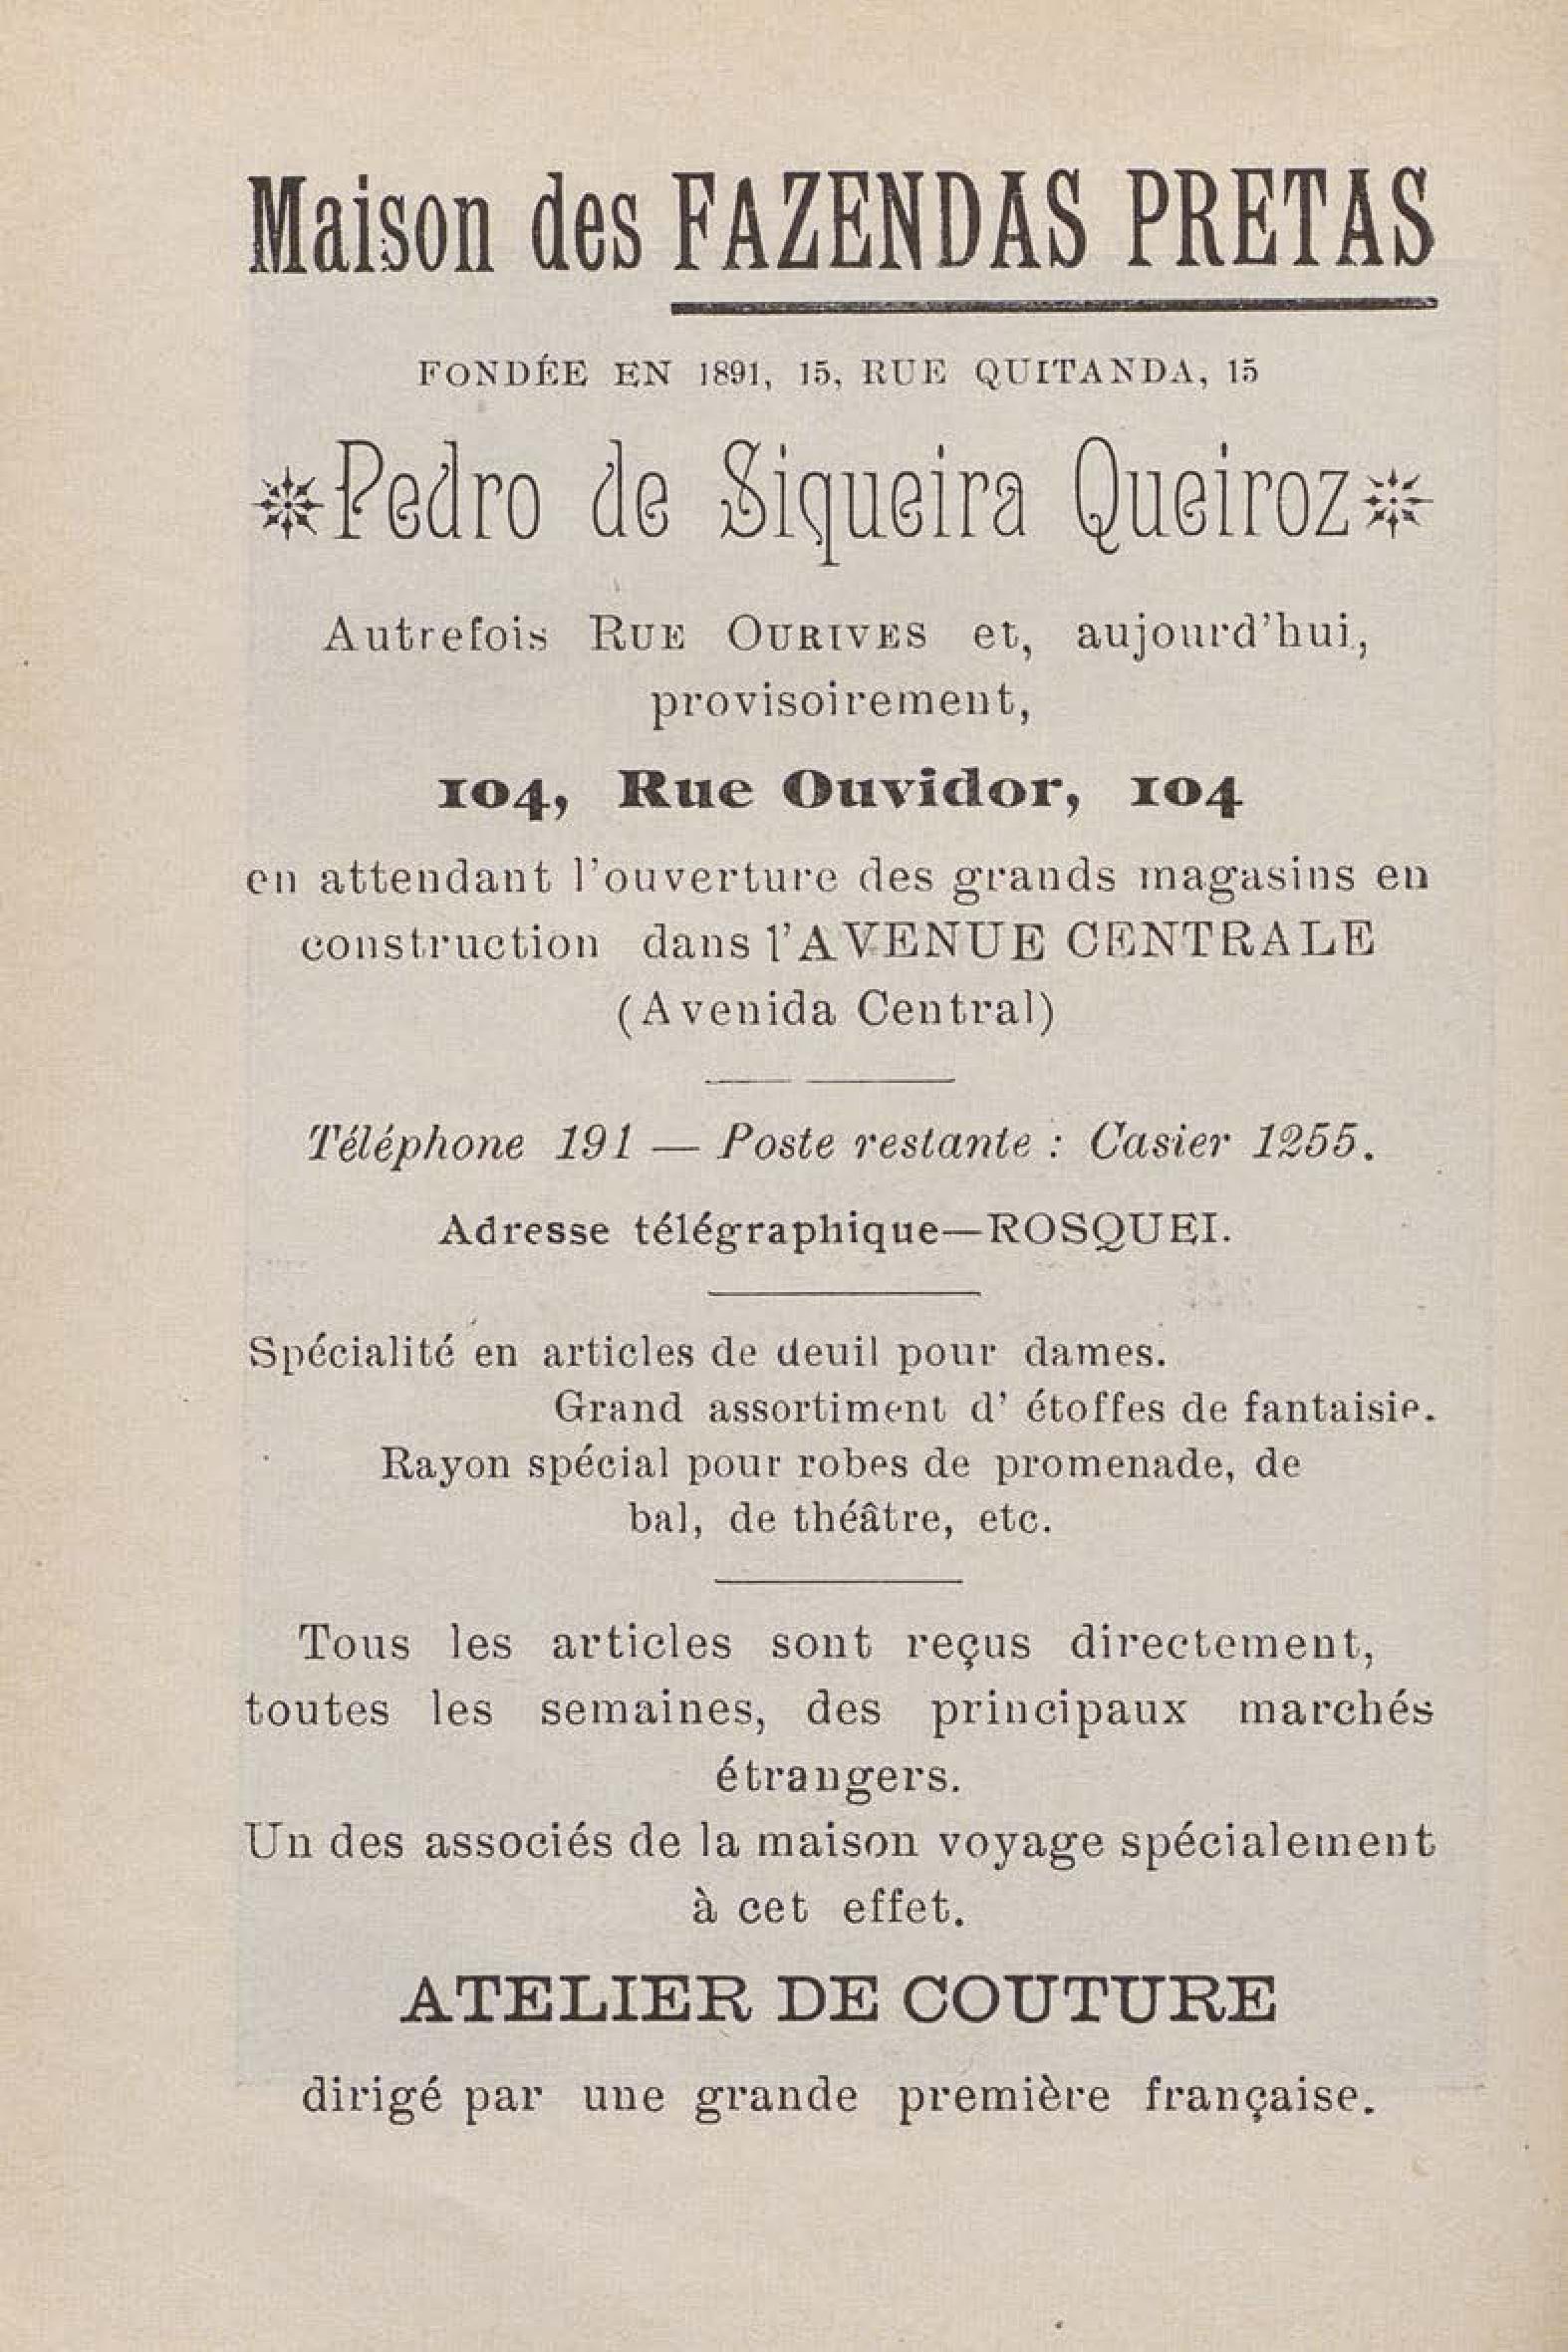 Maison des FAZENDAS PRETAS
FONDÉE EN 1891, 15, RUE QUITANDA, 15
Pedro de Siqueira Queiroz
Autrefois RUE OURIVES et, aujourd'hui,
provisoirement,
104, Rue Ouvidor, 104
en attendant l'ouverture des grands magasins en
construction dans l'AVENUE CENTRALE
(Avenida Central)
Téléphone 191 — Poste restante : Casier 1255.
Adresse télégraphique—ROSQUEI.
Spécialité en articles de deuil pour dames.
Grand assortiment d' étoffes de fantaisie.
Rayon spécial pour robes de promenade, de
bal, de théâtre, etc.
Tous les articles sont reçus directement,
toutes les semaines, des principaux marchés
étrangers.
Un des associés de la maison voyage spécialement
à cet effet.
ATELIER DE COUTURE
dirigé par une grande première française.